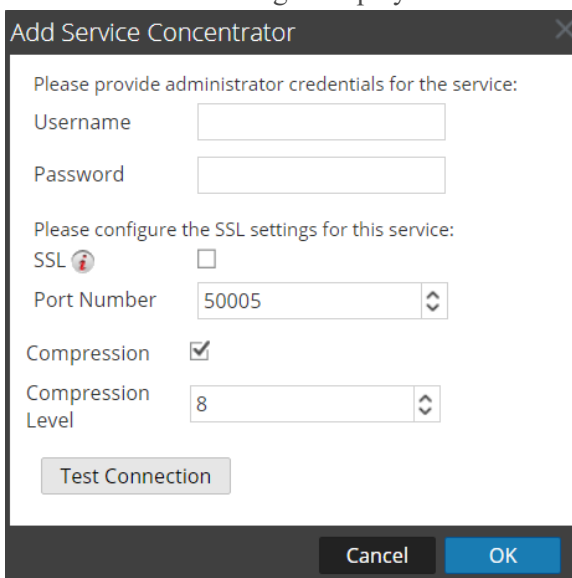 Add Service Concentrator
Please provide administrator credentials for the service:
Username
Password
Please configure the SSL settings for this service:
SSL i
Port Number 50005
Compression
Compression
Level 8
Test Connection
Cancel OK